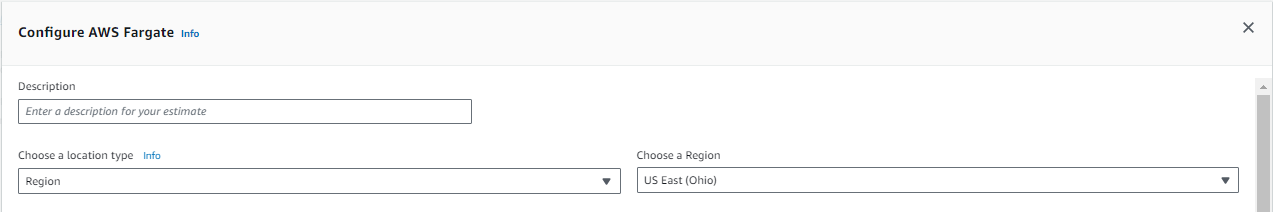 Configure AWS Fargate Info
Description
Enter a description for your estimate
Choose a location type Info
Region
Choose a Region
US East (Ohio)